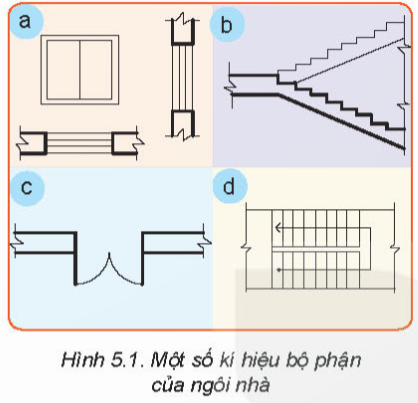 a
b
c
d
Hình 5.1. Một số kí hiệu bộ phận
của ngôi nhà